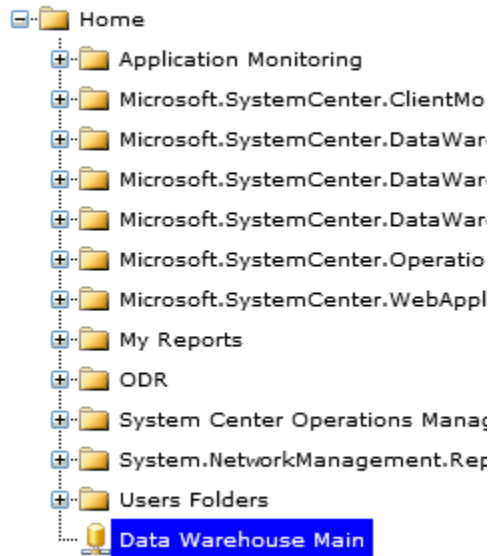 Home
Application Monitoring
Microsoft.SystemCenter.ClientMo
Microsoft.SystemCenter.DataWar
Microsoft.SystemCenter.DataWar
Microsoft.SystemCenter.DataWar
Microsoft.SystemCenter.Operatio
Microsoft.SystemCenter.WebAppl
My Reports
ODR
System Center Operations Manag
System.NetworkManagement.Rep
Users Folders
Data Warehouse Main